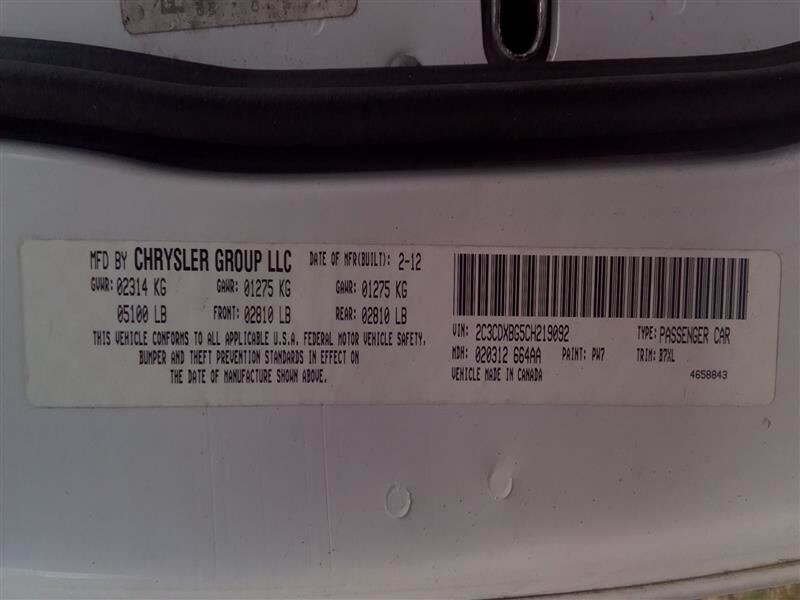 MFD BY CHRYSLER GROUP LLC DATE OF MFR(BUILT): 2-12
GVWR: 02314 KG GAWR: 01275 KG GAWR: 01275 KG
05100 LB FRONT: 02810 LB REAR: 02810 LB
THIS VEHICLE CONFORMS TO ALL APPLICABLE U.S.A. FEDERAL MOTOR VEHICLE SAFETY,
BUMPER AND THEFT PREVENTION STANDARDS IN EFFECT ON
THE DATE OF MANUFACTURE SHOWN ABOVE.
VIN: 2C3CDXBG5CH219092 TYPE: PASSENGER CAR
MDH: 020312 664AA PAINT: PW7 TRIM: B7XL
VEHICLE MADE IN CANADA 4658843